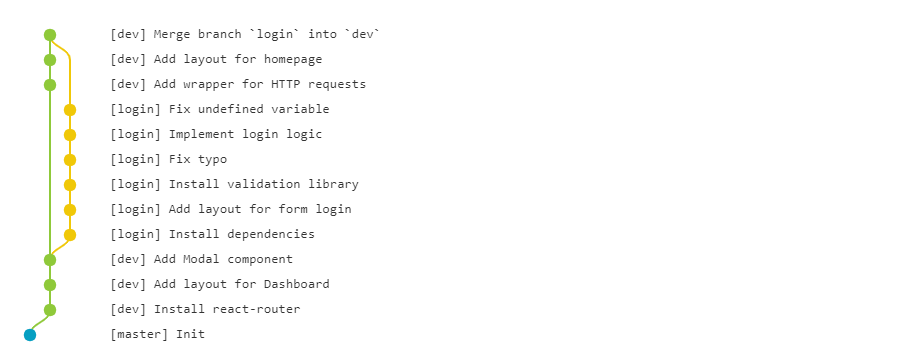 [dev] Merge branch `login` into `dev`
[dev] Add layout for homepage
[dev] Add wrapper for HTTP requests
[login] Fix undefined variable
[login] Implement login logic
[login] Fix typo
[login] Install validation library
[login] Add layout for form login
[login] Install dependencies
[dev] Add Modal component
[dev] Add layout for Dashboard
[dev] Install react-router
[master] Init